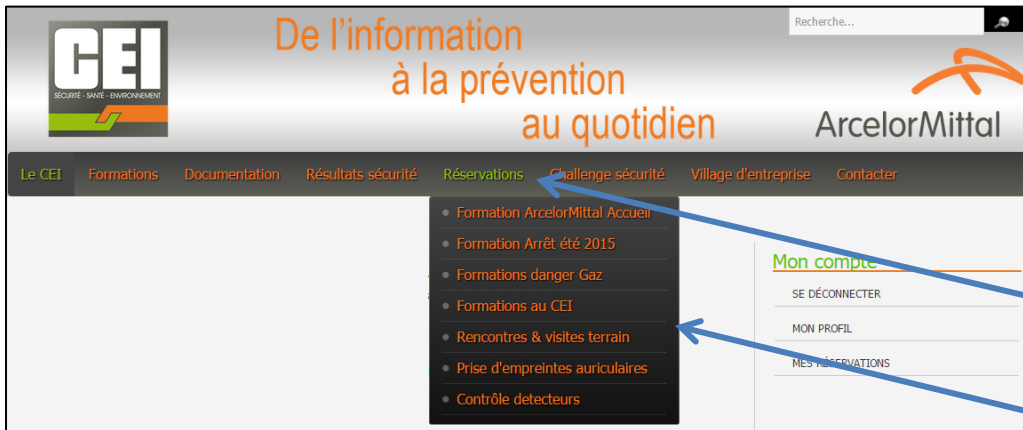 CEI
SÉCURITÉ - SANTÉ - ENVIRONNEMENT
De l'information
à la prévention
au quotidien
Recherche...
ArcelorMittal
Le CEI Formations Documentation Résultats sécurité Réservations Challenge sécurité Village d'entreprise Contacter
Formation ArcelorMittal Accueil
Formation Arrêt été 2015
Formations danger Gaz
Formations au CEI
Rencontres & visites terrain
Prise d'empreintes auriculaires
Contrôle detecteurs
Mon compte
SE DÉCONNECTER
MON PROFIL
MES RÉSERVATIONS